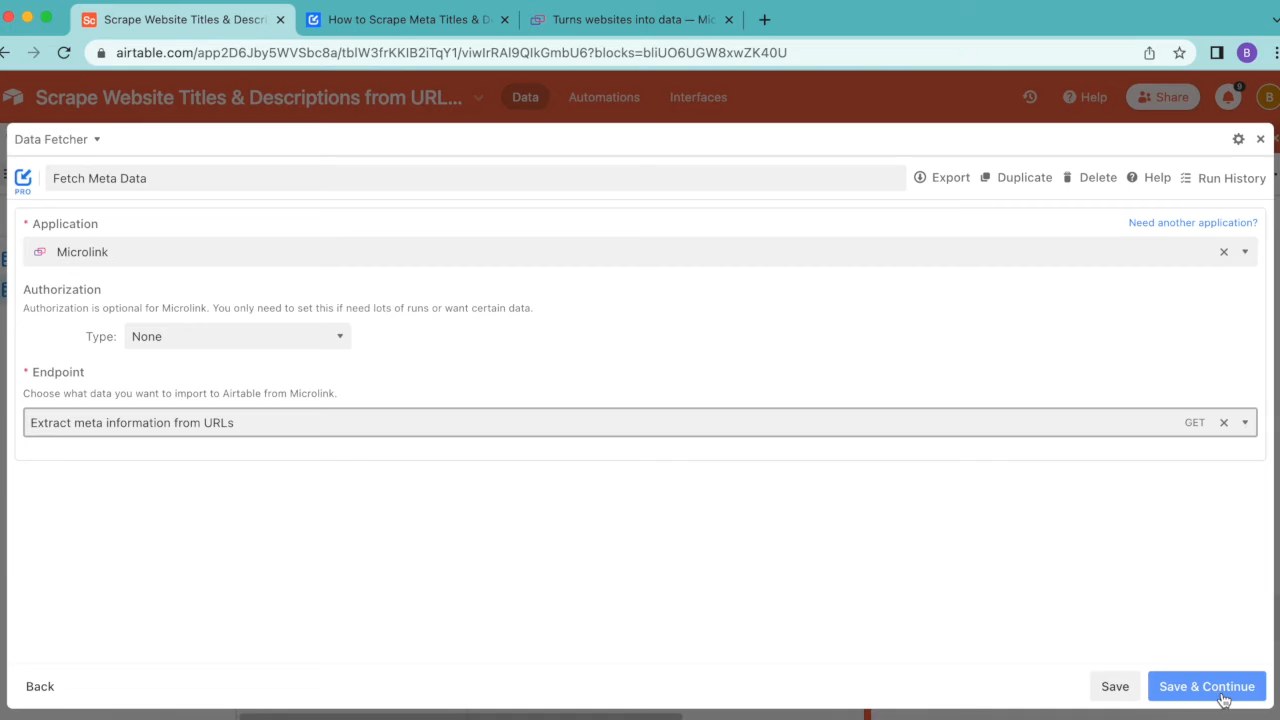 Scrape Website Titles & Descri
How to Scrape Meta Titles & D
Turns websites into data — Mic
airtable.com/app2D6Jby5WVSbc8a/tblW3frKKIB2iTqY1/viwIrRAl9QIkGmbU6?blocks=bliUO6UGW8xwZK40U
B
Scrape Website Titles & Descriptions from URL...
Data
Automations
Interfaces
Help
Share
9
B
Data Fetcher
PRO
Fetch Meta Data
Export
Duplicate
Delete
Help
Run History
* Application
Need another application?
Microlink
Authorization
Authorization is optional for Microlink. You only need to set this if need lots of runs or want certain data.
Type: None
* Endpoint
Choose what data you want to import to Airtable from Microlink.
Extract meta information from URLs
GET
Back
Save
Save & Continue